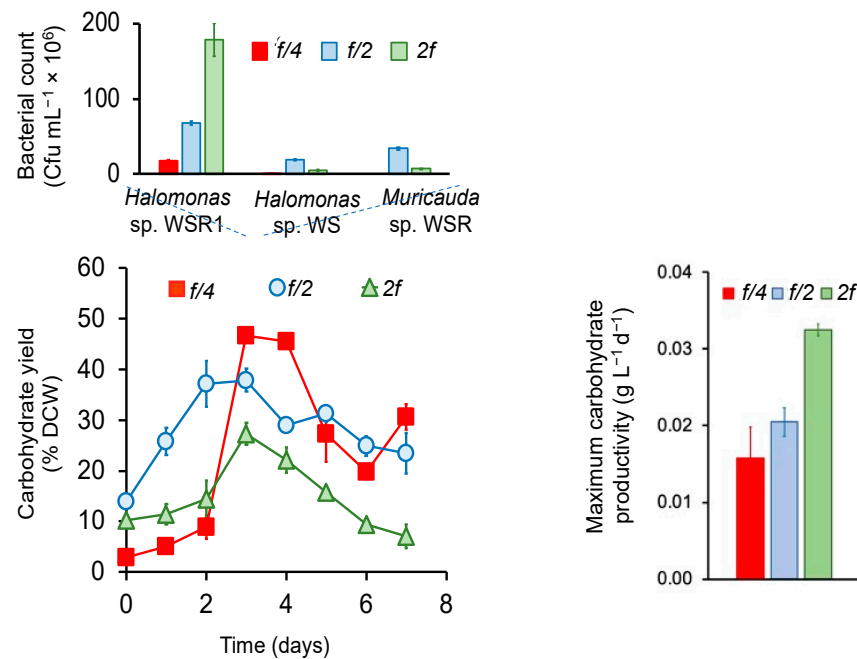 Bacterial count
(Cfu mL⁻¹ × 10⁶)
200
100
0
f/4 f/2 2f
Halomonas
sp. WSR1
Halomonas
sp. WS
Muricauda
sp. WSR
Carbohydrate yield
(% DCW)
60
50
40
30
20
10
0
f/4 f/2 2f
0 2 4 6 8
Time (days)
Maximum carbohydrate
productivity (g L⁻¹ d⁻¹)
0.04
0.03
0.02
0.01
0.00
f/4 f/2 2f